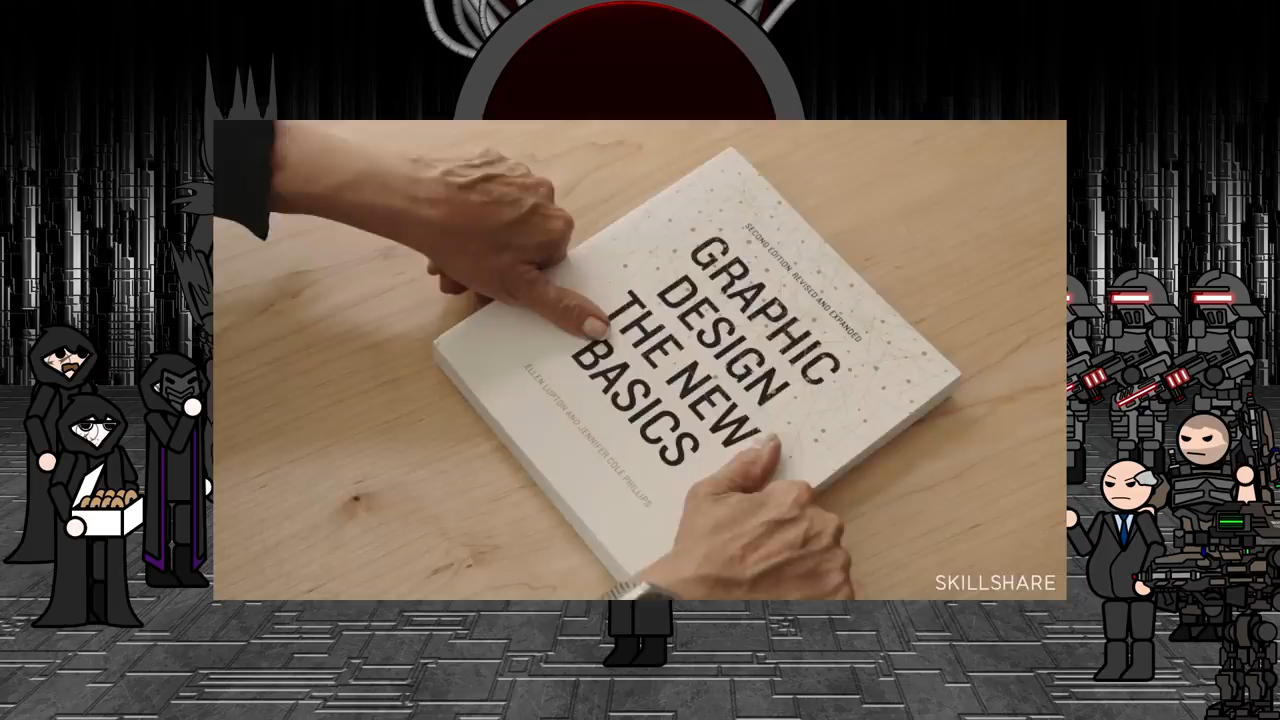 SECOND EDITION: REVISED AND EXPANDED
GRAPHIC
DESIGN
THE NEW
BASICS
ELLEN LUPTON AND JENNIFER COLE PHILLIPS
SKILLSHARE